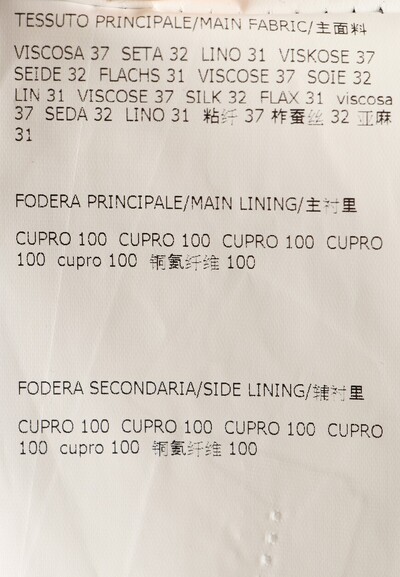 TESSUTO PRINCIPALE/MAIN FABRIC/主面料
VISCOSA 37 SETA 32 LINO 31 VISKOSE 37
SEIDE 32 FLACHS 31 VISCOSE 37 SOIE 32
LIN 31 VISCOSE 37 SILK 32 FLAX 31 viscosa
37 SEDA 32 LINO 31 粘纤 37 柞蚕丝 32 亚麻
31
FODERA PRINCIPALE/MAIN LINING/主衬里
CUPRO 100 CUPRO 100 CUPRO 100 CUPRO
100 cupro 100 铜氨纤维 100
FODERA SECONDARIA/SIDE LINING/辅衬里
CUPRO 100 CUPRO 100 CUPRO 100 CUPRO
100 cupro 100 铜氨纤维 100